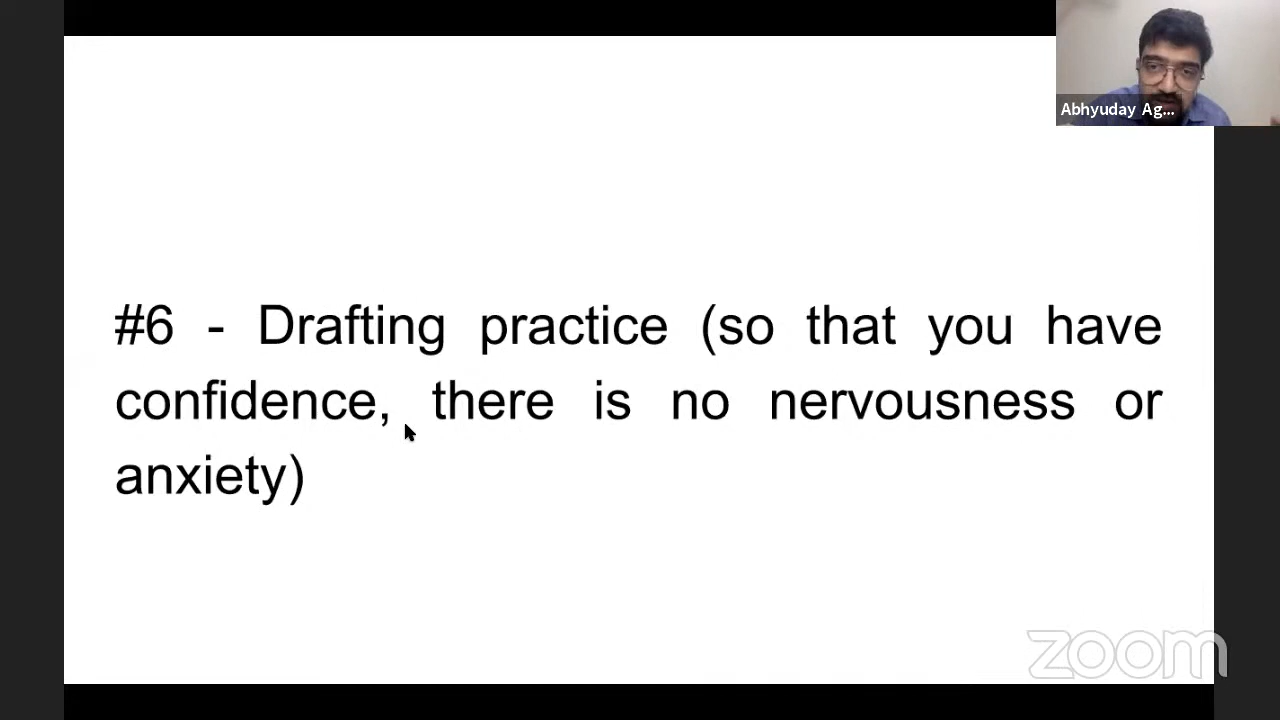 Abhyuday Ag...
#6 - Drafting practice (so that you have
confidence, there is no nervousness or
anxiety)
zoom